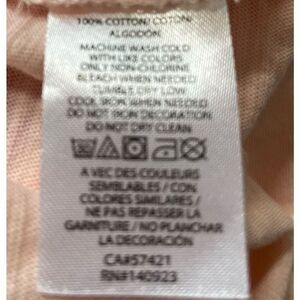 100% COTTON/ COTON/
ALGODÓN
MACHINE WASH COLD
WITH LIKE COLORS
ONLY NON-CHLORINE
BLEACH WHEN NEEDED
TUMBLE DRY LOW
COOL IRON WHEN NEEDED
DO NOT IRON DECORATION
DO NOT DRY CLEAN
A VEC DES COULEURS
SEMBLABLES / CON
COLORES SIMILARES /
NE PAS REPASSER LA
GARNITURE / NO PLANCHAR
LA DECORACIÓN
CA#57421
RN#140923